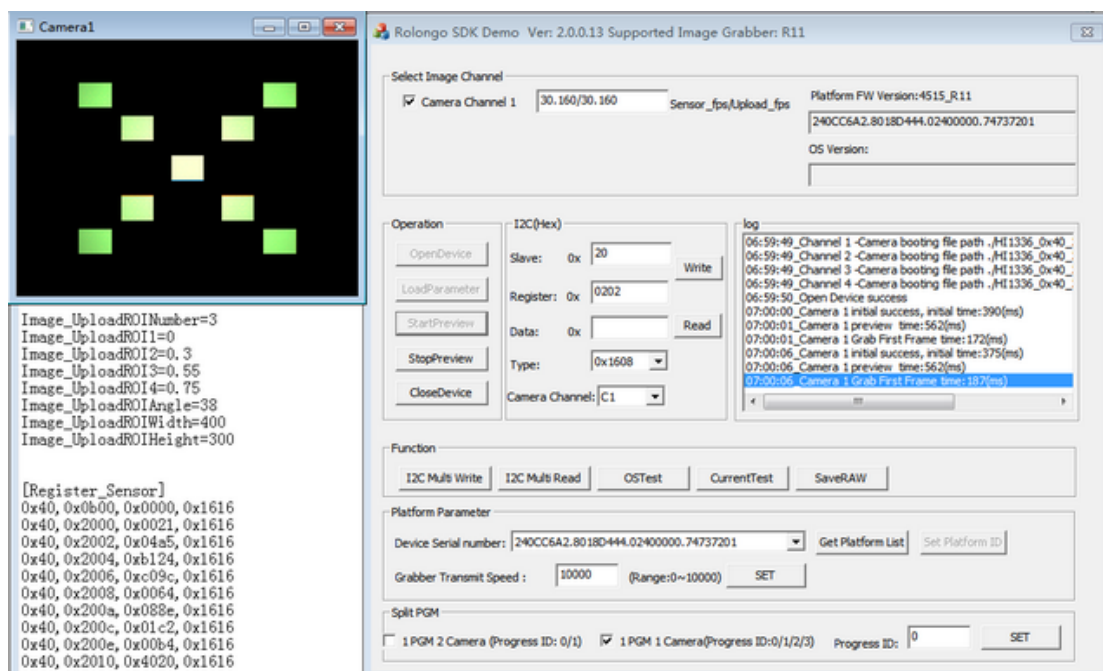 Camera1
Rolongo SDK Demo Ver: 2.0.0.13 Supported Image Grabber: R11
Select Image Channel
Camera Channel 1
30.160/30.160
Sensor_fps/Upload_fps
Platform FW Version:4515_R11
240CC6A2.8018D444.02400000.74737201
OS Version:
Operation
OpenDevice
LoadParameter
StartPreview
StopPreview
CloseDevice
I2C(Hex)
Slave: 0x 20
Write
Register: 0x 0202
Data: 0x
Read
Type: 0x1608
Camera Channel: C1
log
06:59:49_Channel 1 -Camera booting file path ./HI1336_0x40_
06:59:49_Channel 2 -Camera booting file path ./HI1336_0x40_
06:59:49_Channel 3 -Camera booting file path ./HI1336_0x40_
06:59:49_Channel 4 -Camera booting file path ./HI1336_0x40_
06:59:50_Open Device success
07:00:00_Camera 1 initial success, initial time:390(ms)
07:00:01_Camera 1 preview time:562(ms)
07:00:01_Camera 1 Grab First Frame time:172(ms)
07:00:06_Camera 1 initial success, initial time:375(ms)
07:00:06_Camera 1 preview time:562(ms)
07:00:06_Camera 1 Grab First Frame time:187(ms)
Image_UploadROINumber=3
Image_UploadROI1=0
Image_UploadROI2=0.3
Image_UploadROI3=0.55
Image_UploadROI4=0.75
Image_UploadROIAngle=38
Image_UploadROIWidth=400
Image_UploadROIHeight=300
[Register_Sensor]
0x40, 0x0b00, 0x0000, 0x1616
0x40, 0x2000, 0x0021, 0x1616
0x40, 0x2002, 0x04a5, 0x1616
0x40, 0x2004, 0xb124, 0x1616
0x40, 0x2006, 0xc09c, 0x1616
0x40, 0x2008, 0x0064, 0x1616
0x40, 0x200a, 0x088e, 0x1616
0x40, 0x200c, 0x01c2, 0x1616
0x40, 0x200e, 0x00b4, 0x1616
0x40, 0x2010, 0x4020, 0x1616
Function
I2C Multi Write
I2C Multi Read
OSTest
CurrentTest
SaveRAW
Platform Parameter
Device Serial number: 240CC6A2.8018D444.02400000.74737201
Get Platform List
Set Platform ID
Grabber Transmit Speed : 10000 (Range:0~10000) SET
Split PGM
1 PGM 2 Camera (Progress ID: 0/1)
1 PGM 1 Camera(Progress ID:0/1/2/3)
Progress ID: 0
SET